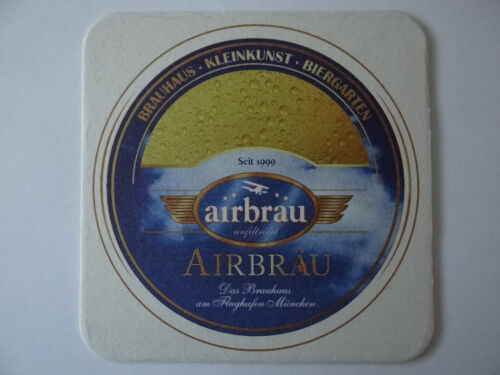 BRAUHAUS · KLEINKUNST · BIERGARTEN
Seit 1999
airbräu
unfiltriert
AIRBRÄU
Das Brauhaus
am Flughafen München